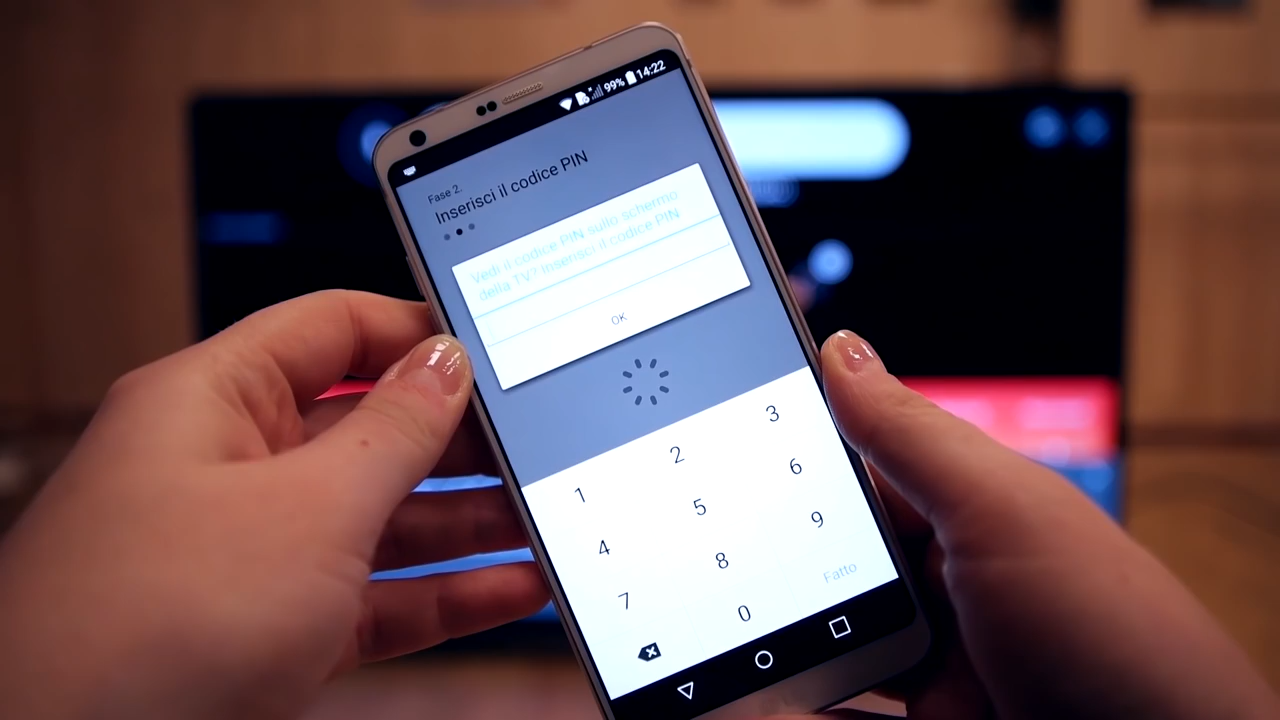 99% 14:22
Fase 2.
Inserisci il codice PIN
Vedi il codice PIN sullo schermo
della TV? Inserisci il codice PIN
OK
1 2 3
4 5 6
7 8 9
0 Fatto